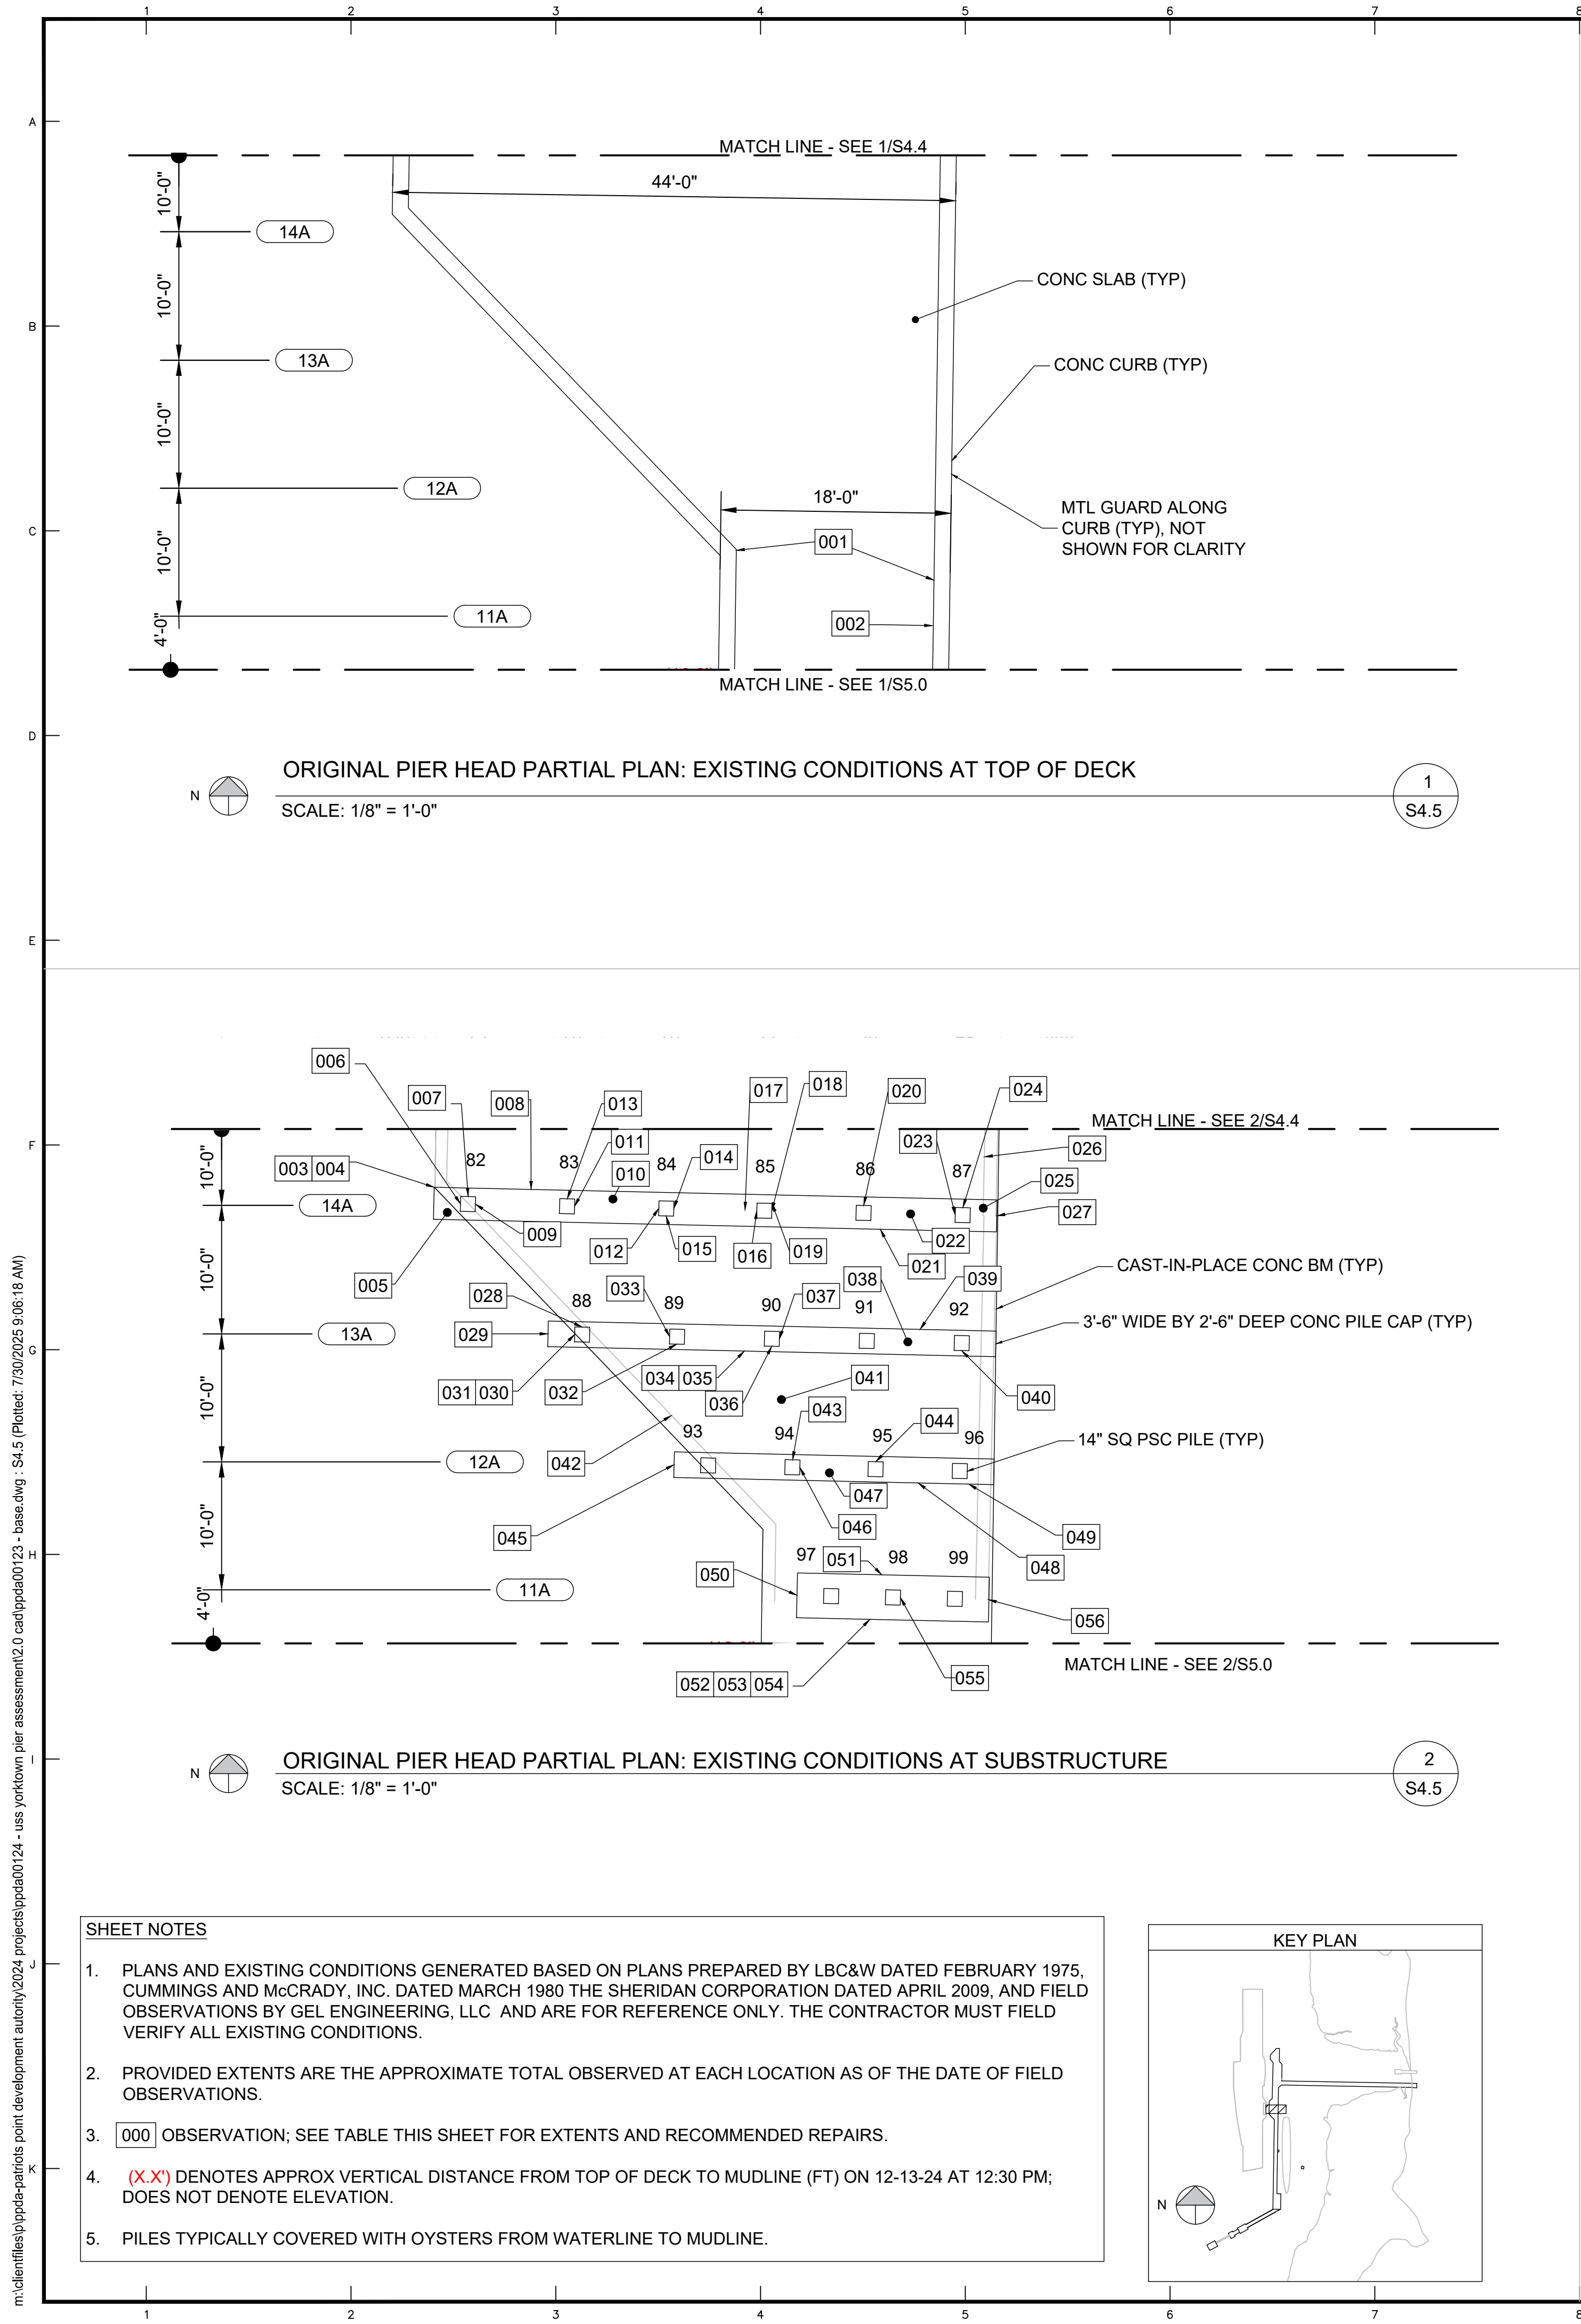 1 2 3 4 5 6 7 8
A
B
C
D
E
F
G
H
I
J
K
MATCH LINE - SEE 1/S4.4
44'-0"
10'-0"
14A
10'-0"
CONC SLAB (TYP)
13A
CONC CURB (TYP)
10'-0"
12A
18'-0"
MTL GUARD ALONG
CURB (TYP), NOT
SHOWN FOR CLARITY
001
10'-0"
11A
002
4'-0"
MATCH LINE - SEE 1/S5.0
N
ORIGINAL PIER HEAD PARTIAL PLAN: EXISTING CONDITIONS AT TOP OF DECK
SCALE: 1/8" = 1'-0"
1
S4.5
006
007
008
013
017
018
020
024
MATCH LINE - SEE 2/S4.4
023
011
026
10'-0"
003 004
82
83
84
85
86
87
010
014
025
14A
027
009
012
015
016
019
022
021
10'-0"
005
CAST-IN-PLACE CONC BM (TYP)
038
039
028
033
037
88
89
90
91
92
3'-6" WIDE BY 2'-6" DEEP CONC PILE CAP (TYP)
13A
029
034 035
041
031 030
032
036
040
10'-0"
043
044
93
94
95
96
14" SQ PSC PILE (TYP)
12A
042
047
046
045
049
10'-0"
97
051
98
99
048
050
11A
4'-0"
056
MATCH LINE - SEE 2/S5.0
052 053 054
055
N
ORIGINAL PIER HEAD PARTIAL PLAN: EXISTING CONDITIONS AT SUBSTRUCTURE
SCALE: 1/8" = 1'-0"
2
S4.5
SHEET NOTES
1. PLANS AND EXISTING CONDITIONS GENERATED BASED ON PLANS PREPARED BY LBC&W DATED FEBRUARY 1975,
CUMMINGS AND McCRADY, INC. DATED MARCH 1980 THE SHERIDAN CORPORATION DATED APRIL 2009, AND FIELD
OBSERVATIONS BY GEL ENGINEERING, LLC AND ARE FOR REFERENCE ONLY. THE CONTRACTOR MUST FIELD
VERIFY ALL EXISTING CONDITIONS.
2. PROVIDED EXTENTS ARE THE APPROXIMATE TOTAL OBSERVED AT EACH LOCATION AS OF THE DATE OF FIELD
OBSERVATIONS.
3. 000 OBSERVATION; SEE TABLE THIS SHEET FOR EXTENTS AND RECOMMENDED REPAIRS.
4. (X.X') DENOTES APPROX VERTICAL DISTANCE FROM TOP OF DECK TO MUDLINE (FT) ON 12-13-24 AT 12:30 PM;
DOES NOT DENOTE ELEVATION.
5. PILES TYPICALLY COVERED WITH OYSTERS FROM WATERLINE TO MUDLINE.
KEY PLAN
N
m:\clientfiles\p\ppda-patriots point development autority\2024 projects\ppda00124 - uss yorktown pier assessment\2.0 cad\ppda00123 - base.dwg : S4.5 (Plotted: 7/30/2025 9:06:18 AM)
1 2 3 4 5 6 7 8